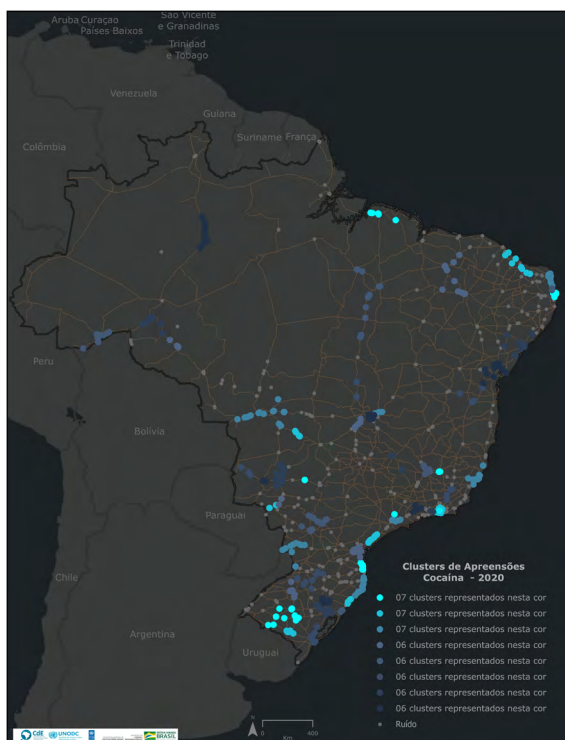 Aruba Curaçao
Países Baixos
São Vicente
e Granadinas
Trinidad
e Tobago
Venezuela
Guiana
Suriname França
Colômbia
Peru
Bolívia
Paraguai
Chile
Argentina
Uruguai
Clusters de Apreensões
Cocaína - 2020
07 clusters representados nesta cor
07 clusters representados nesta cor
07 clusters representados nesta cor
06 clusters representados nesta cor
06 clusters representados nesta cor
06 clusters representados nesta cor
06 clusters representados nesta cor
06 clusters representados nesta cor
Ruído
N
0 400
Km
CdE UNODC BRASIL